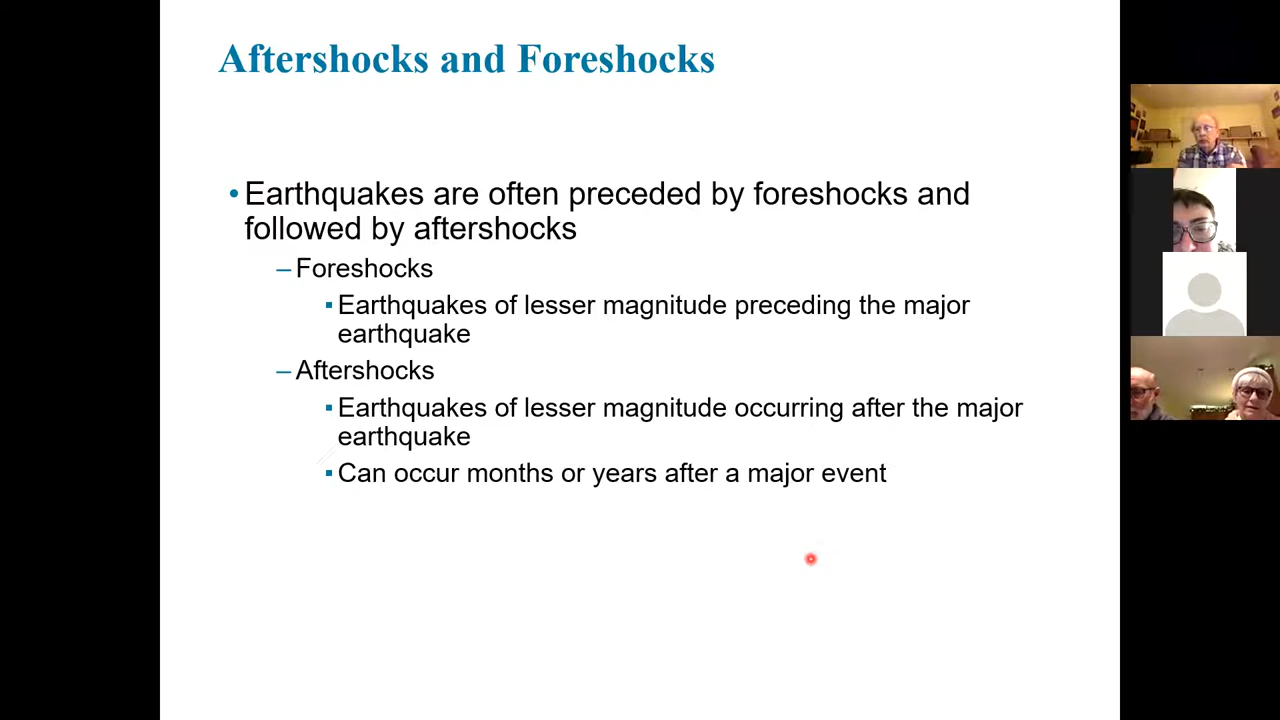 Aftershocks and Foreshocks
• Earthquakes are often preceded by foreshocks and
followed by aftershocks
– Foreshocks
▪ Earthquakes of lesser magnitude preceding the major
earthquake
– Aftershocks
▪ Earthquakes of lesser magnitude occurring after the major
earthquake
▪ Can occur months or years after a major event